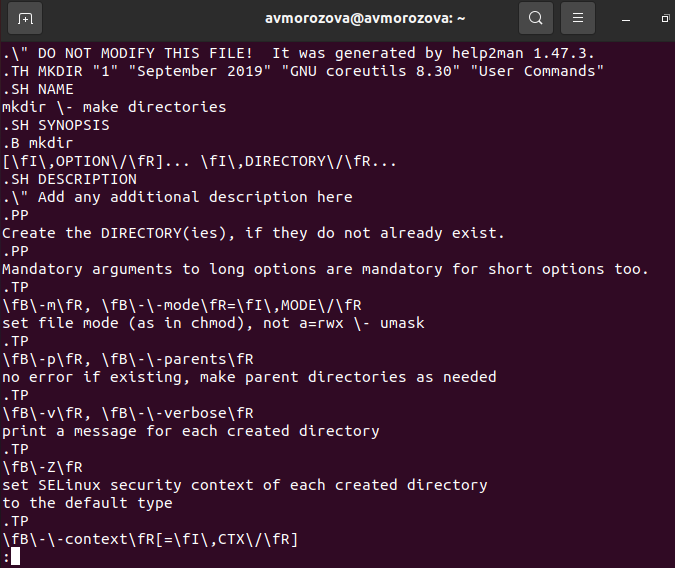 avmorozova@avmorozova: ~
.\" DO NOT MODIFY THIS FILE!  It was generated by help2man 1.47.3.
.TH MKDIR "1" "September 2019" "GNU coreutils 8.30" "User Commands"
.SH NAME
mkdir \- make directories
.SH SYNOPSIS
.B mkdir
[\fI\,OPTION\/\fR]... \fI\,DIRECTORY\/\fR...
.SH DESCRIPTION
.\" Add any additional description here
.PP
Create the DIRECTORY(ies), if they do not already exist.
.PP
Mandatory arguments to long options are mandatory for short options too.
.TP
\fB\-m\fR, \fB\-\-mode\fR=\fI\,MODE\/\fR
set file mode (as in chmod), not a=rwx \- umask
.TP
\fB\-p\fR, \fB\-\-parents\fR
no error if existing, make parent directories as needed
.TP
\fB\-v\fR, \fB\-\-verbose\fR
print a message for each created directory
.TP
\fB\-Z\fR
set SELinux security context of each created directory
to the default type
.TP
\fB\-\-context\fR[=\fI\,CTX\/\fR]
: